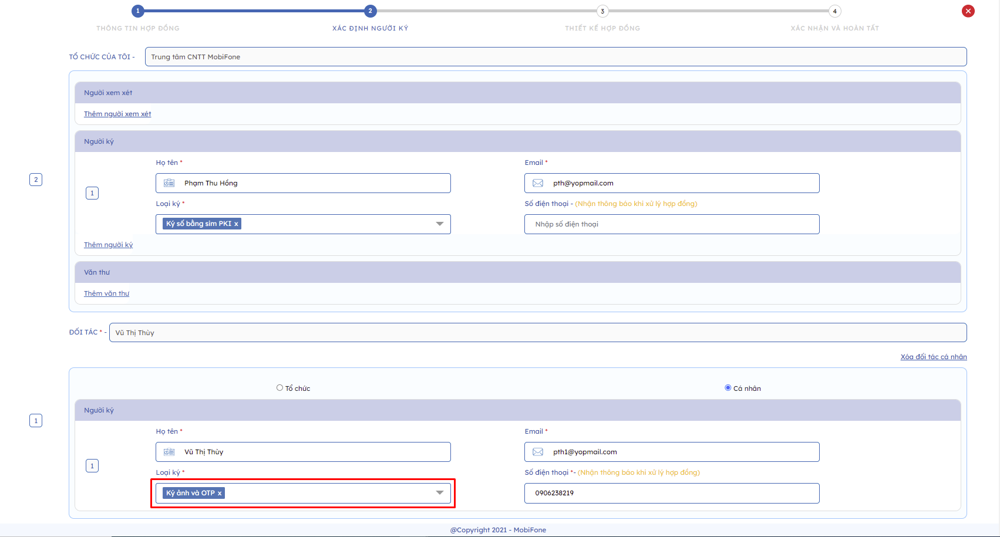 1
2
3
4
THÔNG TIN HỢP ĐỒNG
XÁC ĐỊNH NGƯỜI KÝ
THIẾT KẾ HỢP ĐỒNG
XÁC NHẬN VÀ HOÀN TẤT
TỔ CHỨC CỦA TÔI -
Trung tâm CNTT MobiFone
Người xem xét
Thêm người xem xét
Người ký
2
1
Họ tên *
Phạm Thu Hồng
Email *
pth@yopmail.com
Loại ký *
Ký số bằng sim PKI x
Số điện thoại - (Nhận thông báo khi xử lý hợp đồng)
Nhập số điện thoại
Thêm người ký
Văn thư
Thêm văn thư
ĐỐI TÁC * -
Vũ Thị Thùy
Xóa đối tác cá nhân
Tổ chức
Cá nhân
Người ký
1
1
Họ tên *
Vũ Thị Thùy
Email *
pth1@yopmail.com
Loại ký *
Ký ảnh và OTP x
Số điện thoại *- (Nhận thông báo khi xử lý hợp đồng)
0906238219
@Copyright 2021 - MobiFone